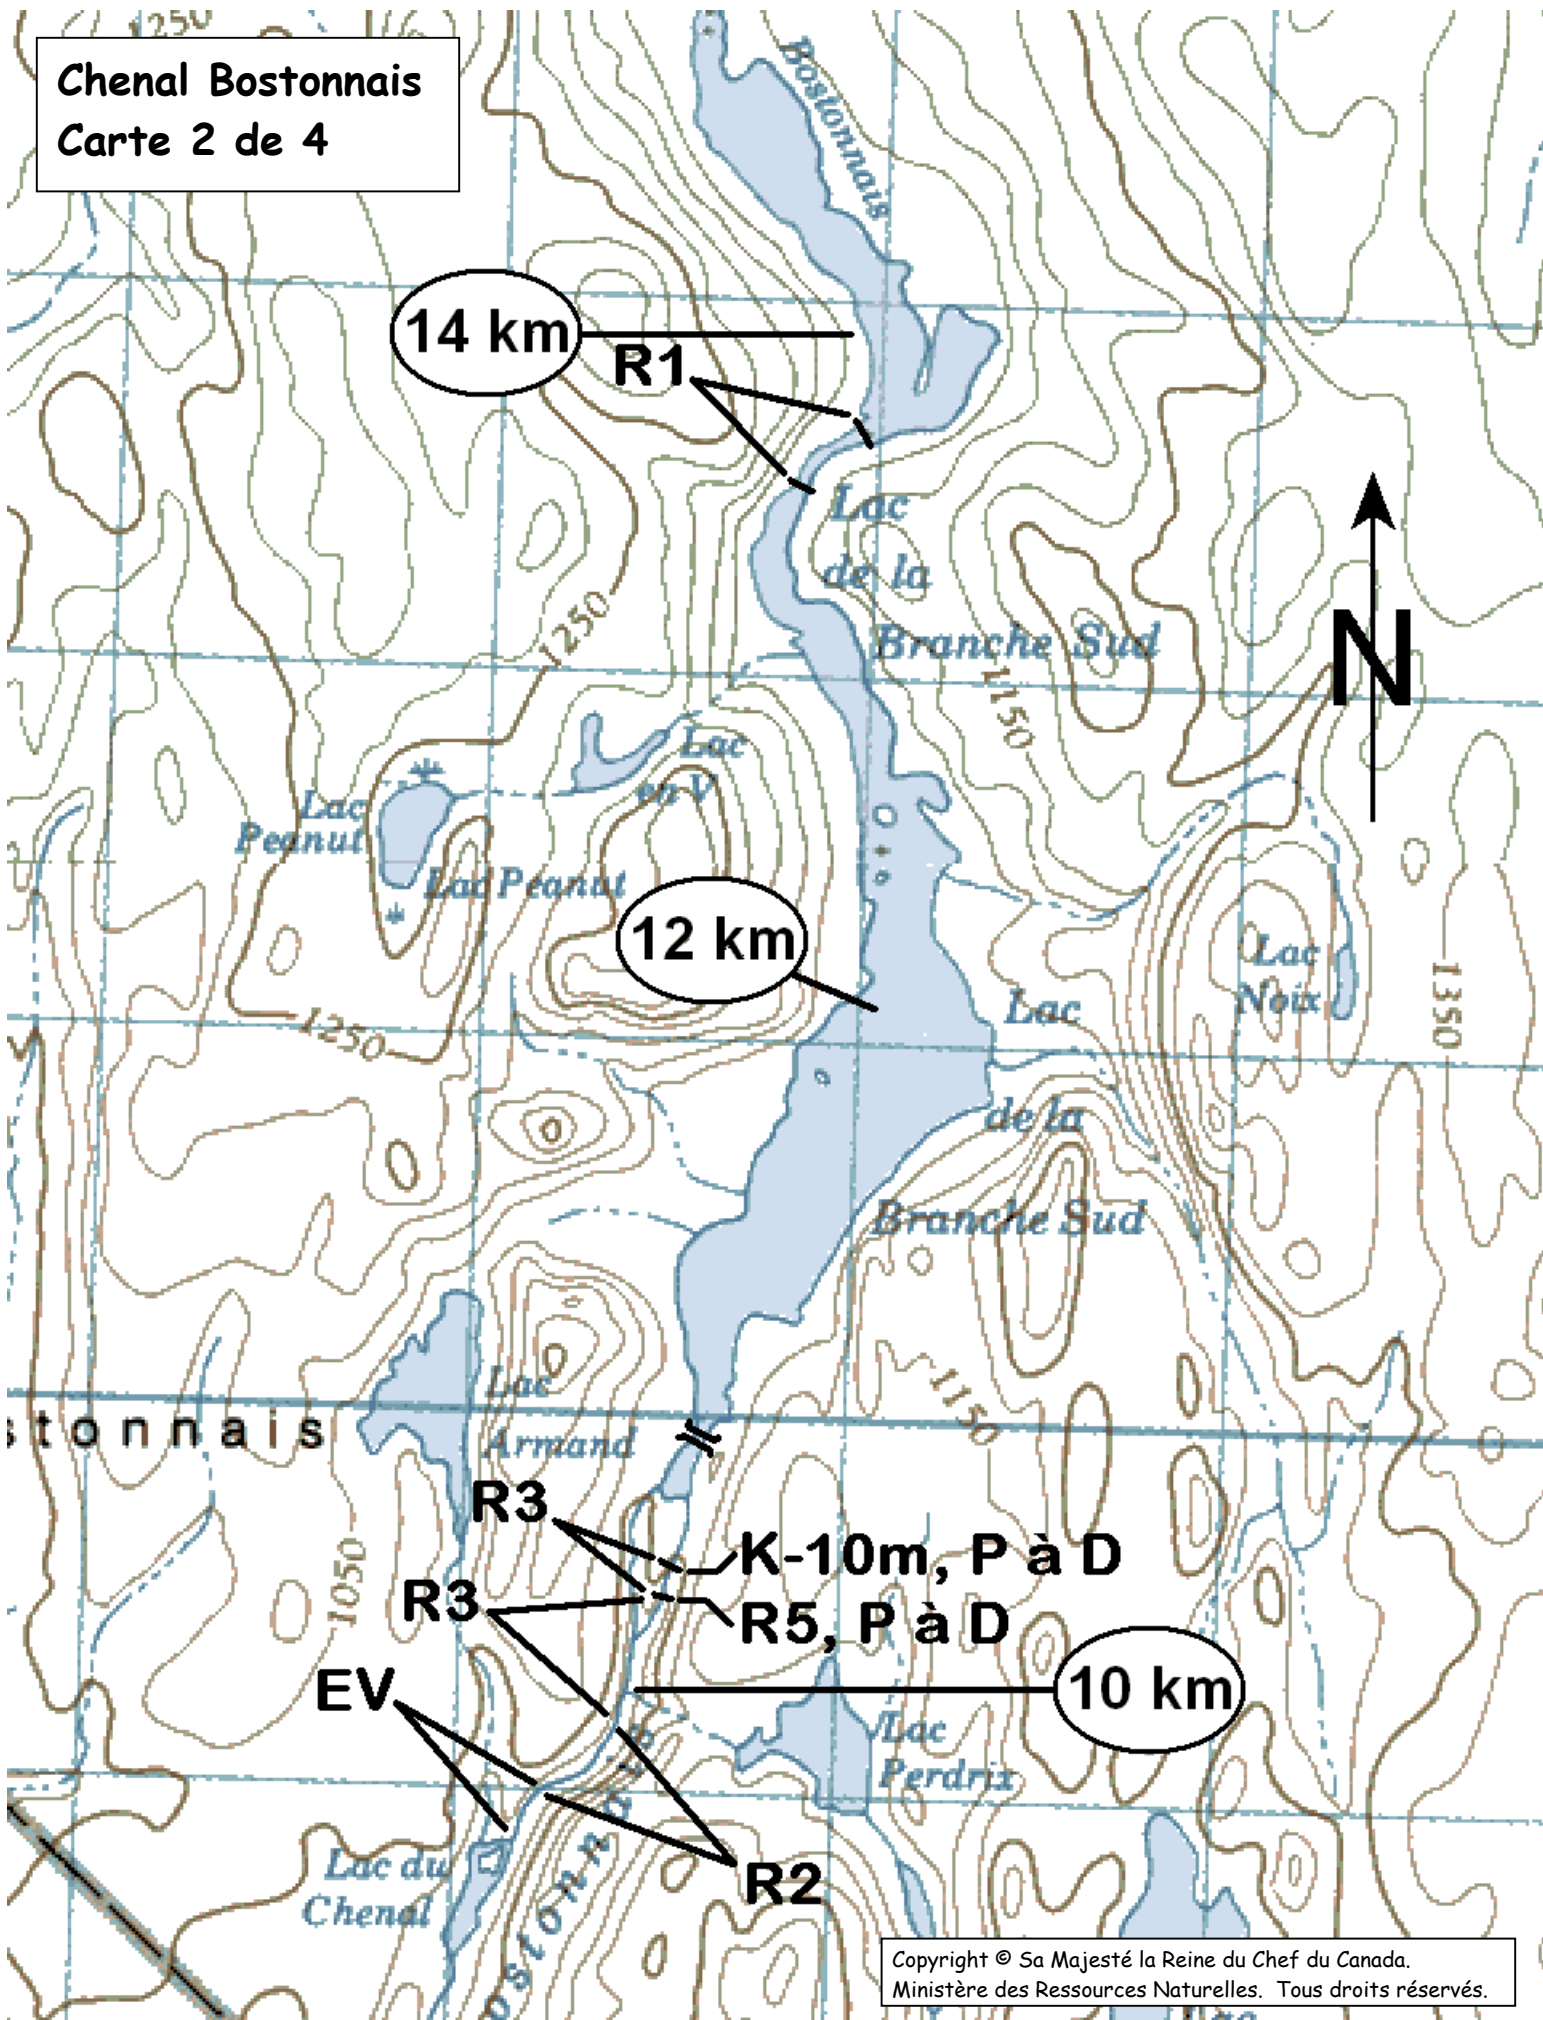 1250
Chenal Bostonnais
Carte 2 de 4
Bostonnais
14 km
R1
Lac
de la
Branche Sud
1250
1150
N
Lac
en V
Lac
Peanut
Lac Peanut
12 km
Lac
Noix
1350
Lac
1250
de la
Branche Sud
Lac
Armand
1150
stonnais
R3
K-10m, P à D
1050
R3
R5, P à D
EV
10 km
Lac
Perdrix
Lac du
Chenal
R2
Copyright © Sa Majesté la Reine du Chef du Canada.
Ministère des Ressources Naturelles. Tous droits réservés.